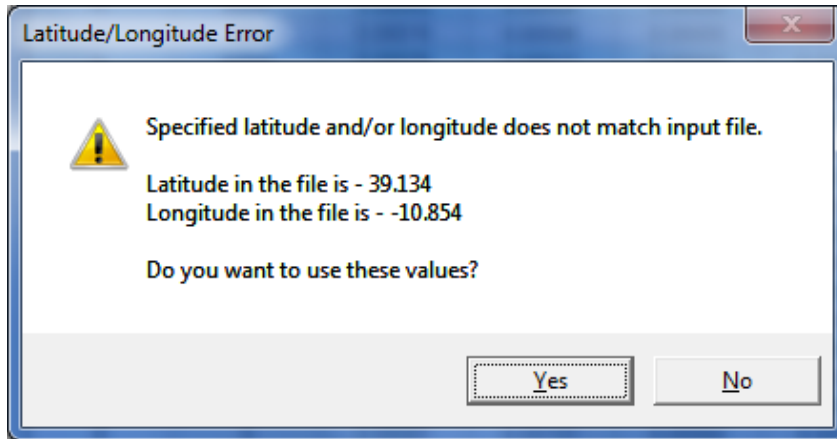 Latitude/Longitude Error
Specified latitude and/or longitude does not match input file.
Latitude in the file is - 39.134
Longitude in the file is - -10.854
Do you want to use these values?
Yes
No